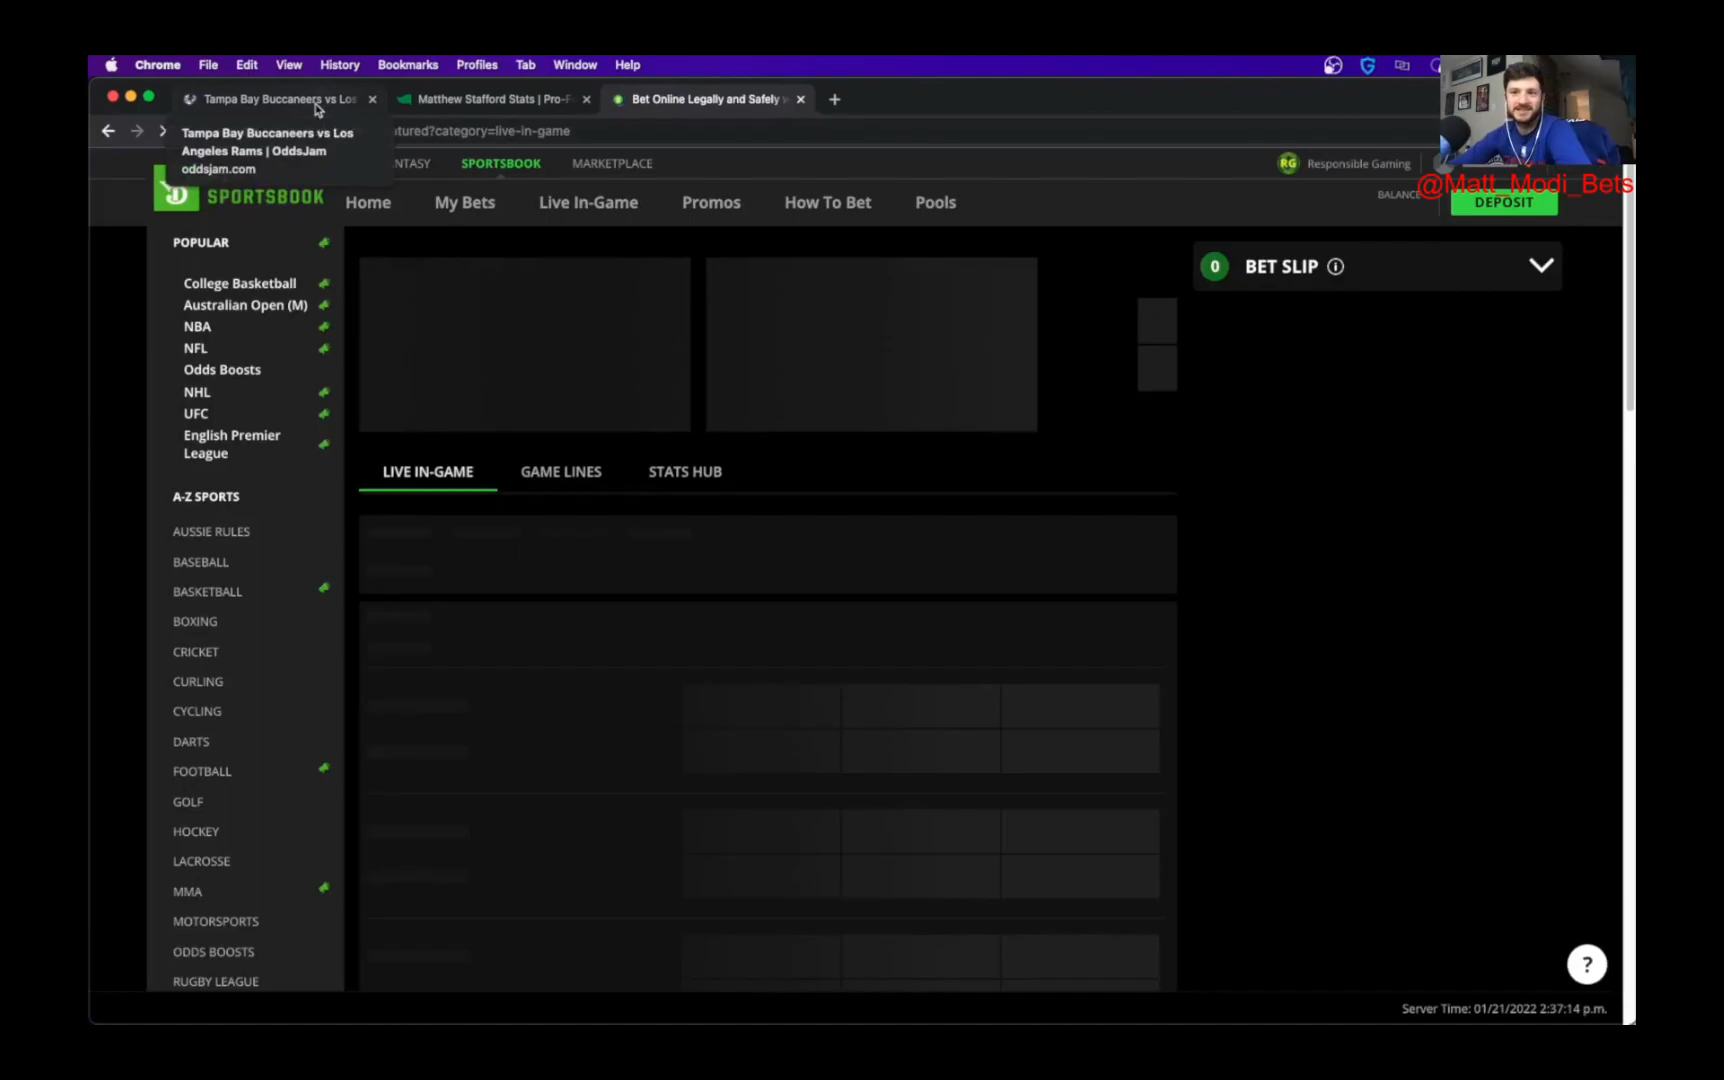 Chrome File Edit View History Bookmarks Profiles Tab Window Help
Tampa Bay Buccaneers vs Los
Matthew Stafford Stats | Pro-F
Bet Online Legally and Safely
Tampa Bay Buccaneers vs Los
Angeles Rams | OddsJam
oddsjam.com
tured?category=live-in-game
NTASY SPORTSBOOK MARKETPLACE
RG Responsible Gaming
@Matt_Modi_Bets
SPORTSBOOK
Home My Bets Live In-Game Promos How To Bet Pools
BALANCE
DEPOSIT
POPULAR
College Basketball
Australian Open (M)
NBA
NFL
Odds Boosts
NHL
UFC
English Premier
League
A-Z SPORTS
AUSSIE RULES
BASEBALL
BASKETBALL
BOXING
CRICKET
CURLING
CYCLING
DARTS
FOOTBALL
GOLF
HOCKEY
LACROSSE
MMA
MOTORSPORTS
ODDS BOOSTS
RUGBY LEAGUE
LIVE IN-GAME GAME LINES STATS HUB
0 BET SLIP
?
Server Time: 01/21/2022 2:37:14 p.m.